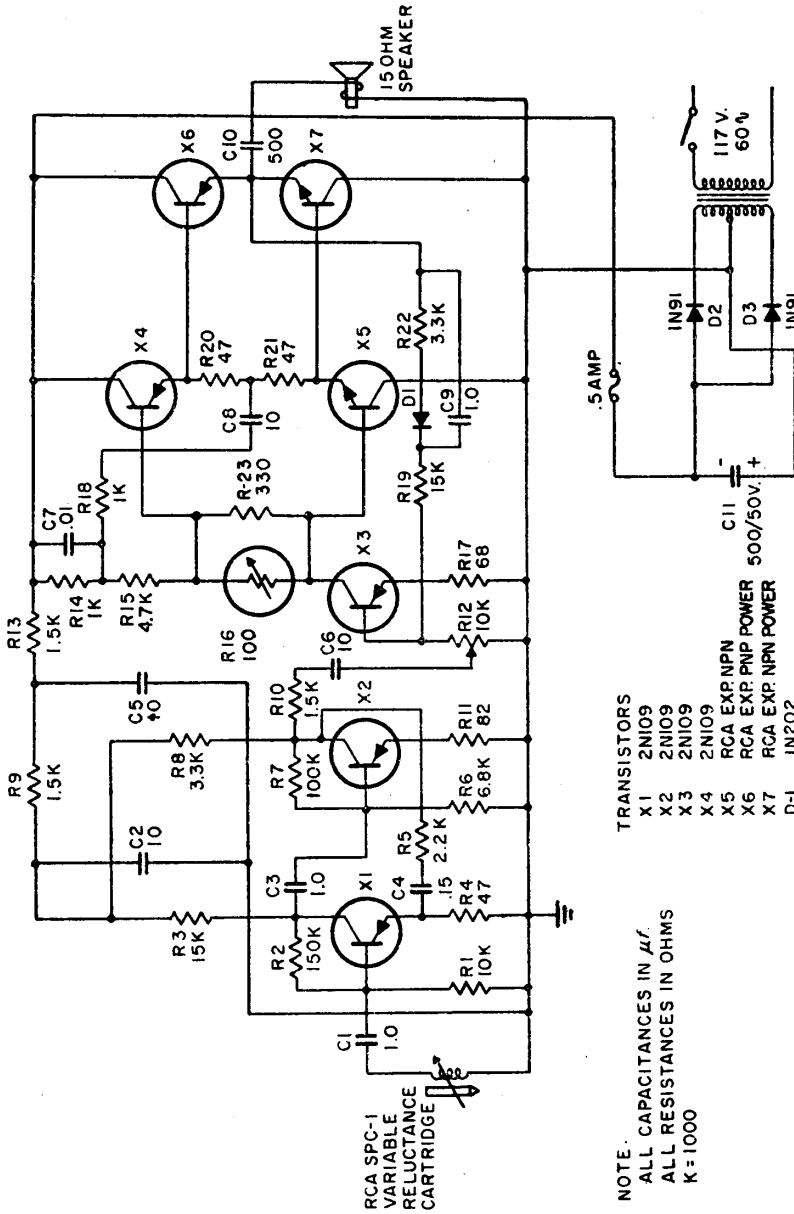 RCA SPC-1
VARIABLE
RELUCTANCE
CARTRIDGE
C1
1.0
R1
10K
R2
150K
R3
15K
X1
C3
1.0
C4
.15
R4
47
R5
2.2K
R6
6.8K
R7
100K
R8
3.3K
R9
1.5K
C2
10
C5
40
X2
R10
1.5K
R11
82
C6
10
R12
10K
R13
1.5K
R14
1K
R15
4.7K
R16
100
C7
.01
R18
1K
R-23
330
X3
R17
68
R19
15K
C8
10
X4
R20
47
R21
47
X5
D1
C9
1.0
R22
3.3K
X6
X7
C10
500
15 OHM
SPEAKER
.5 AMP
C11
500/50V.
-
+
1N91
D2
D3
1N91
117 V.
60∿
NOTE.
ALL CAPACITANCES IN µf.
ALL RESISTANCES IN OHMS
K=1000
TRANSISTORS
X1 2N109
X2 2N109
X3 2N109
X4 2N109
X5 RCA EXP. NPN
X6 RCA EXP. PNP POWER
X7 RCA EXP. NPN POWER
D-1 1N202